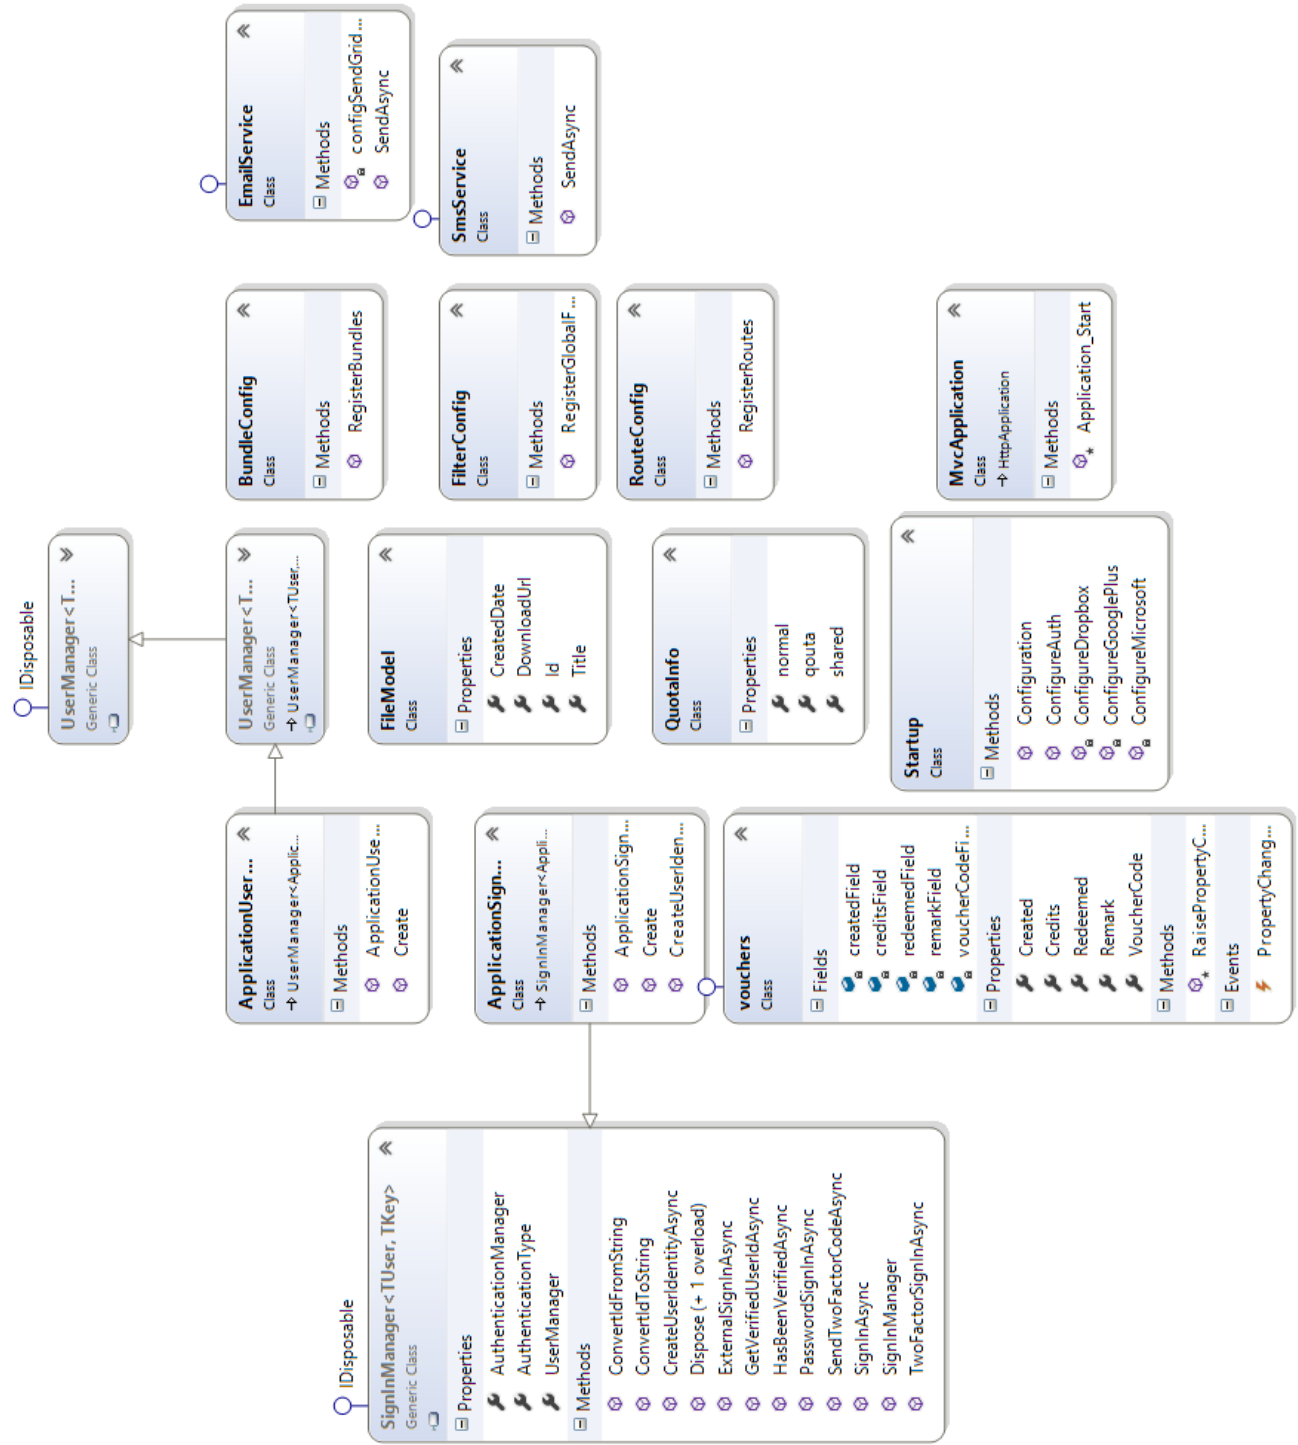 IDisposable
SignInManager<TUser, TKey>
Generic Class
Properties
AuthenticationManager
AuthenticationType
UserManager
Methods
ConvertIdFromString
ConvertIdToString
CreateUserIdentityAsync
Dispose (+ 1 overload)
ExternalSignInAsync
GetVerifiedUserIdAsync
HasBeenVerifiedAsync
PasswordSignInAsync
SendTwoFactorCodeAsync
SignInAsync
SignInManager
TwoFactorSignInAsync
ApplicationUser...
Class
UserManager<Applic...
Methods
ApplicationUse...
Create
ApplicationSign...
Class
SignInManager<Appli...
Methods
ApplicationSign...
Create
CreateUserIden...
vouchers
Class
Fields
createdField
creditsField
redeemedField
remarkField
voucherCodeFi...
Properties
Created
Credits
Redeemed
Remark
VoucherCode
Methods
RaisePropertyC...
Events
PropertyChang...
IDisposable
UserManager<T...
Generic Class
UserManager<T...
Generic Class
UserManager<TUser,...
FileModel
Class
Properties
CreatedDate
DownloadUrl
Id
Title
QuotaInfo
Class
Properties
normal
qouta
shared
Startup
Class
Methods
Configuration
ConfigureAuth
ConfigureDropbox
ConfigureGooglePlus
ConfigureMicrosoft
BundleConfig
Class
Methods
RegisterBundles
FilterConfig
Class
Methods
RegisterGlobalF...
RouteConfig
Class
Methods
RegisterRoutes
MvcApplication
Class
HttpApplication
Methods
Application_Start
EmailService
Class
Methods
configSendGrid...
SendAsync
SmsService
Class
Methods
SendAsync